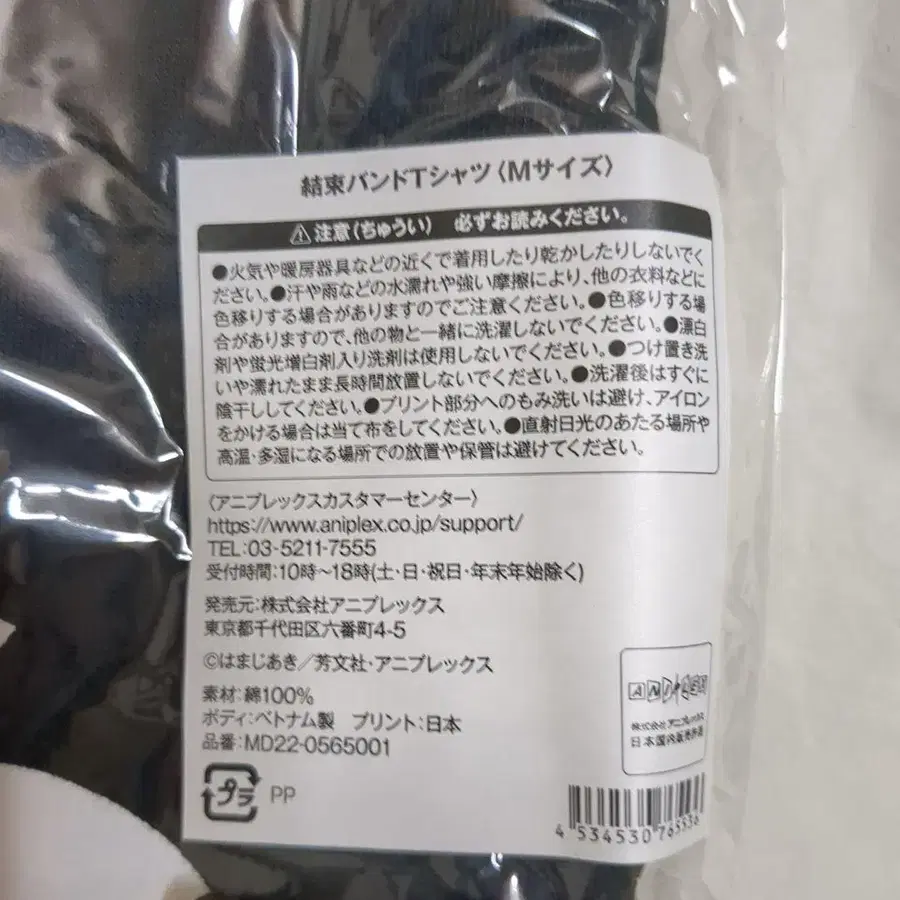 結束バンドTシャツ〈Mサイズ〉
⚠注意(ちゅうい) 必ずお読みください。
●火気や暖房器具などの近くで着用したり乾かしたりしないでく
ださい。●汗や雨などの水濡れや強い摩擦により、他の衣料などに
色移りする場合がありますのでご注意ください。●色移りする場
合がありますので、他の物と一緒に洗濯しないでください。●漂白
剤や蛍光増白剤入り洗剤は使用しないでください。●つけ置き洗
いや濡れたまま長時間放置しないでください。●洗濯後はすぐに
陰干ししてください。●プリント部分へのもみ洗いは避け、アイロン
をかける場合は当て布をしてください。●直射日光のあたる場所や
高温・多湿になる場所での放置や保管は避けてください。
〈アニプレックスカスタマーセンター〉
https://www.aniplex.co.jp/support/
TEL:03-5211-7555
受付時間:10時～18時(土・日・祝日・年末年始除く)
発売元:株式会社アニプレックス
東京都千代田区六番町4-5
©はまじあき／芳文社・アニプレックス
素材:綿100%
ボディ:ベトナム製 プリント:日本
品番:MD22-0565001
プラ PP
ANIPLEX
株式会社アニプレックス
日本国内販売許諾
4 534530 765536